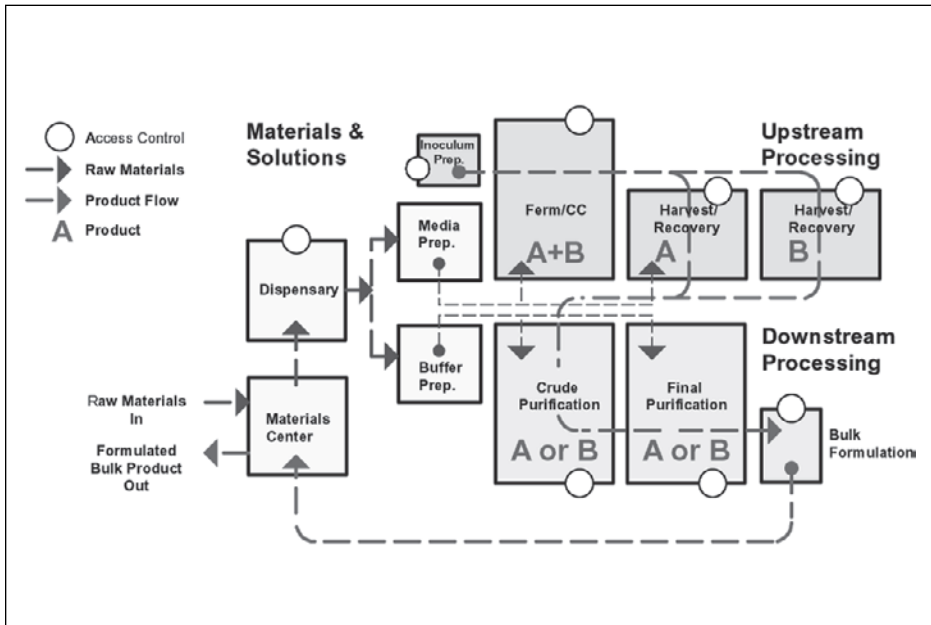 Access Control
Raw Materials
Product Flow
A Product
Materials &
Solutions
Inoculum
Prep.
Media
Prep.
Dispensary
Buffer
Prep.
Raw Materials
In
Materials
Center
Formulated
Bulk Product
Out
Upstream
Processing
Ferm/CC
A+B
Harvest/
Recovery
A
Harvest/
Recovery
B
Downstream
Processing
Crude
Purification
A or B
Final
Purification
A or B
Bulk
Formulation